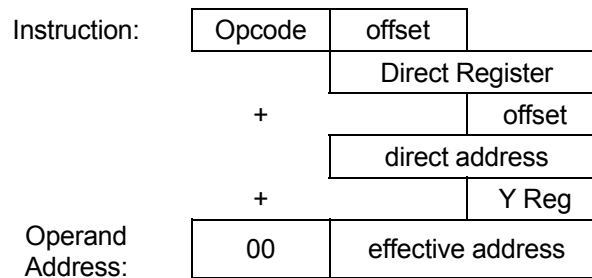 Instruction: Opcode offset
Direct Register
+ offset
direct address
+ Y Reg
Operand
Address: 00 effective address